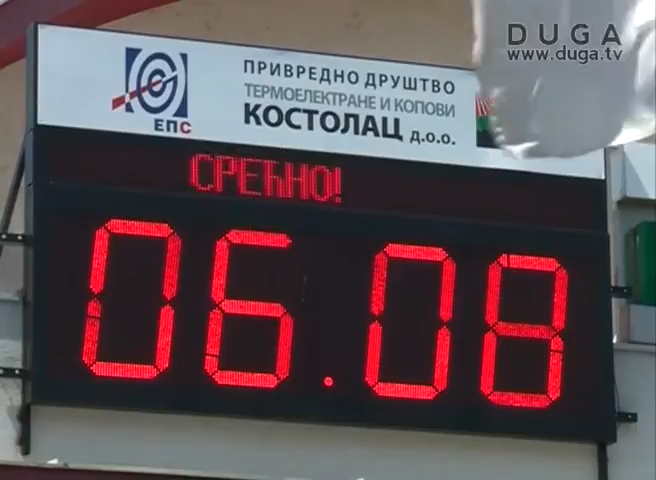 DUGA
www.duga.tv
ПРИВРЕДНО ДРУШТВО
ТЕРМОЕЛЕКТРАНЕ И КОПОВИ
КОСТОЛАЦ д.о.о.
ЕПС
СРЕЋНО!
06.08